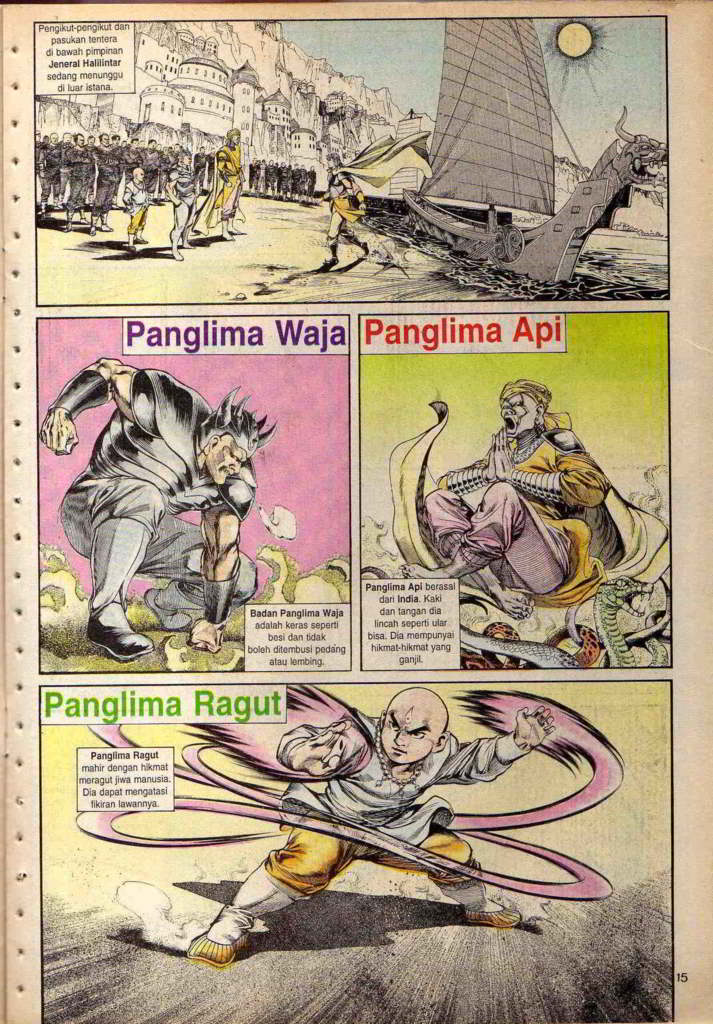 Pengikut-pengikut dan
pasukan tentera
di bawah pimpinan
Jeneral Halilintar
sedang menunggu
di luar istana.
Panglima Waja
Badan Panglima Waja
adalah keras seperti
besi dan tidak
boleh ditembusi pedang
atau lembing.
Panglima Api
Panglima Api berasal
dari India. Kaki
dan tangan dia
lincah seperti ular
bisa. Dia mempunyai
hikmat-hikmat yang
ganjil.
Panglima Ragut
Panglima Ragut
mahir dengan hikmat
meragut jiwa manusia.
Dia dapat mengatasi
fikiran lawannya.
15